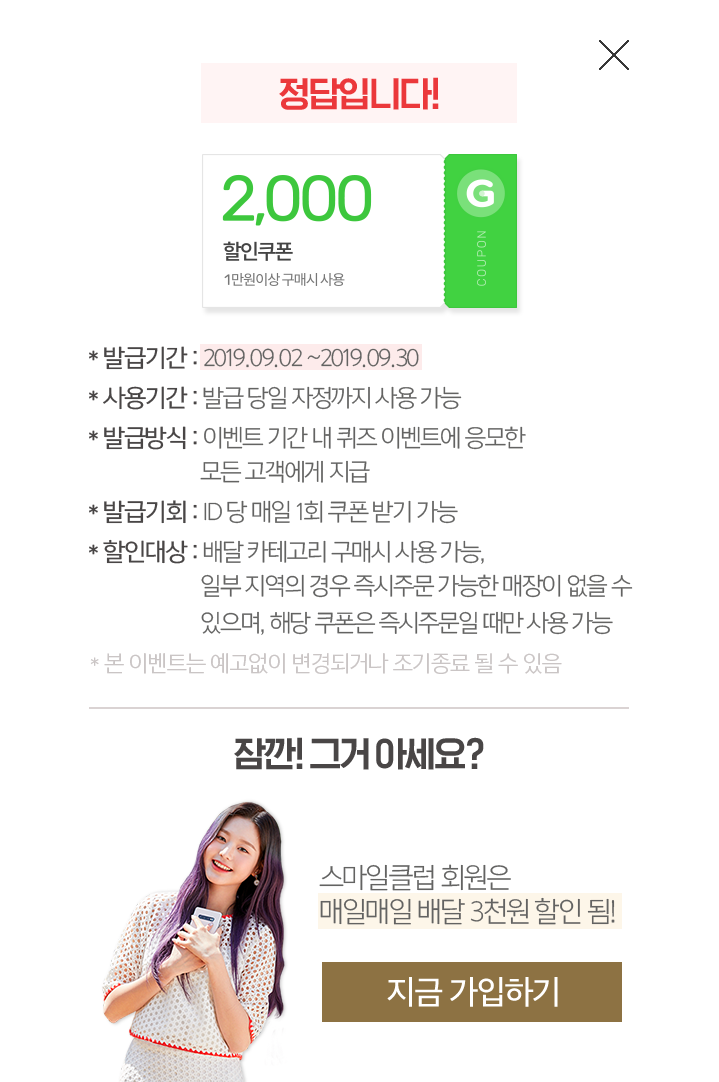 정답입니다!
2,000
G
할인쿠폰
1만원이상 구매시 사용
COUPON
* 발급기간 : 2019.09.02 ~2019.09.30
* 사용기간 : 발급 당일 자정까지 사용 가능
* 발급방식 : 이벤트 기간 내 퀴즈 이벤트에 응모한
모든 고객에게 지급
* 발급기회 : ID 당 매일 1회 쿠폰 받기 가능
* 할인대상 : 배달 카테고리 구매시 사용 가능,
일부 지역의 경우 즉시주문 가능한 매장이 없을 수
있으며, 해당 쿠폰은 즉시주문일 때만 사용 가능
* 본 이벤트는 예고없이 변경되거나 조기종료 될 수 있음
잠깐! 그거 아세요?
스마일클럽 회원은
매일매일 배달 3천원 할인 됨!
지금 가입하기